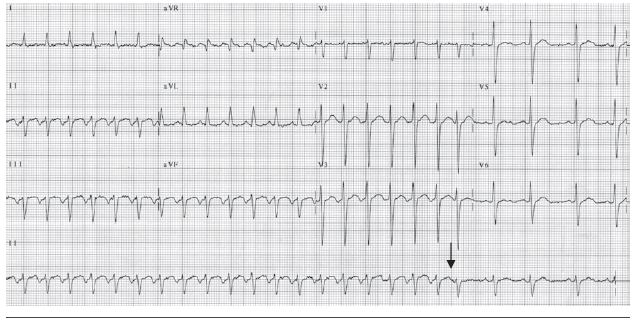 I aVR V1 V4
II aVL V2 V5
III aVF V3 V6
II